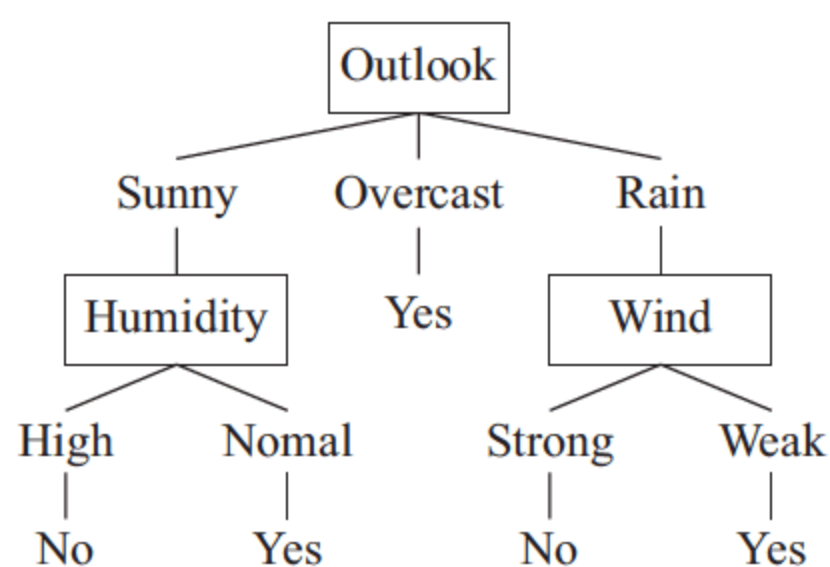 Outlook
Sunny Overcast Rain
Humidity Yes Wind
High Nomal Strong Weak
No Yes No Yes